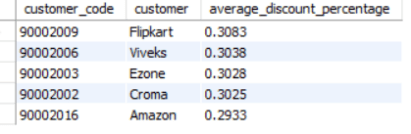 customer_code customer average_discount_percentage
90002009 Flipkart 0.3083
90002006 Viveks 0.3038
90002003 Ezone 0.3028
90002002 Croma 0.3025
90002016 Amazon 0.2933